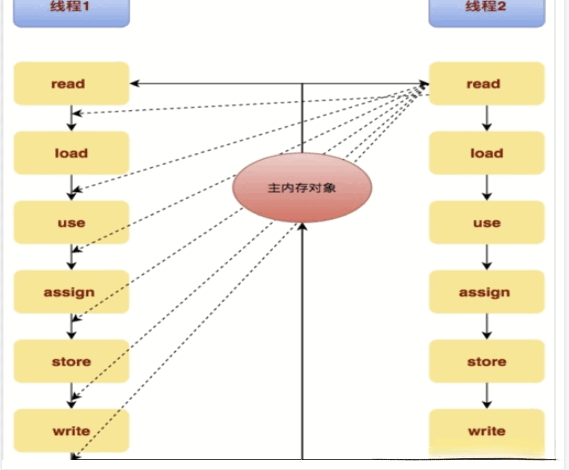 线程1
线程2
read
read
load
load
主内存对象
use
use
assign
assign
store
store
write
write